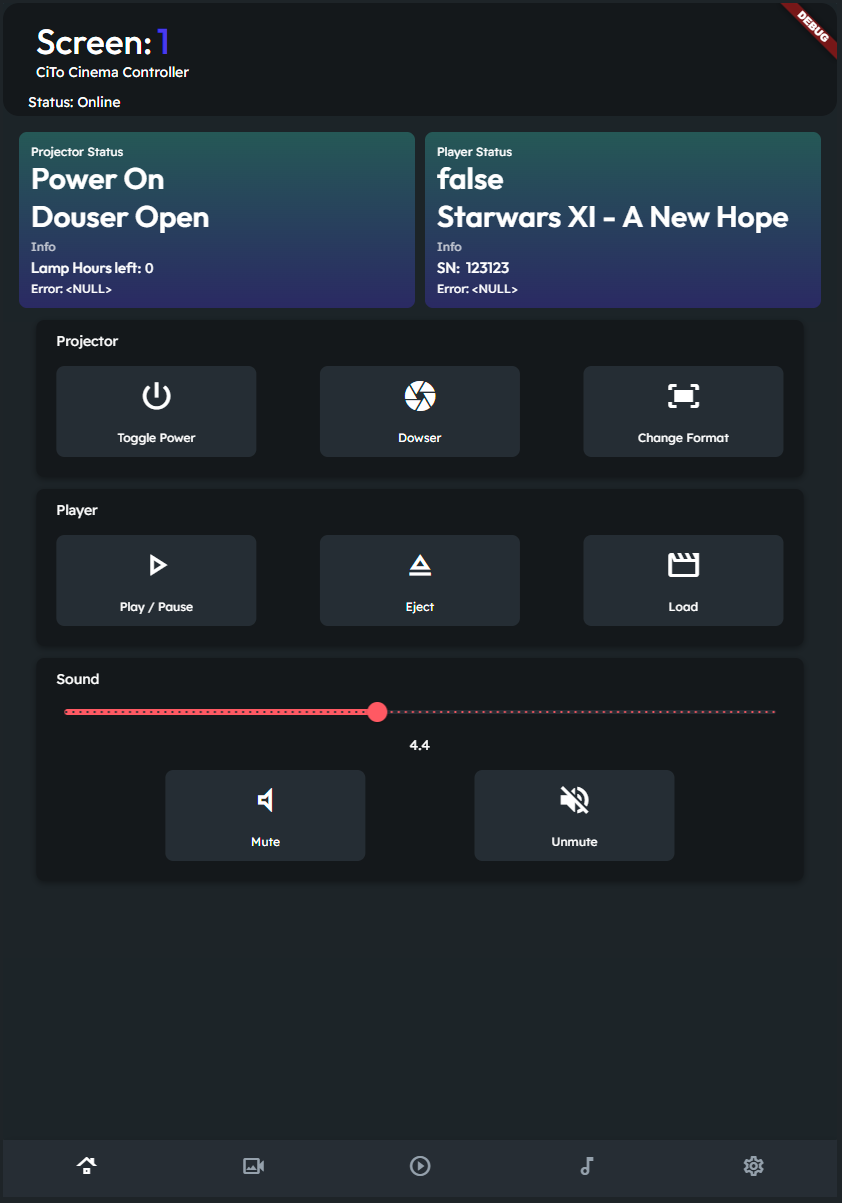 Screen: 1
DEBUG
CiTo Cinema Controller
Status: Online
Projector Status
Power On
Douser Open
Info
Lamp Hours left: 0
Error: <NULL>
Player Status
false
Starwars XI - A New Hope
Info
SN: 123123
Error: <NULL>
Projector
Toggle Power
Dowser
Change Format
Player
Play / Pause
Eject
Load
Sound
4.4
Mute
Unmute